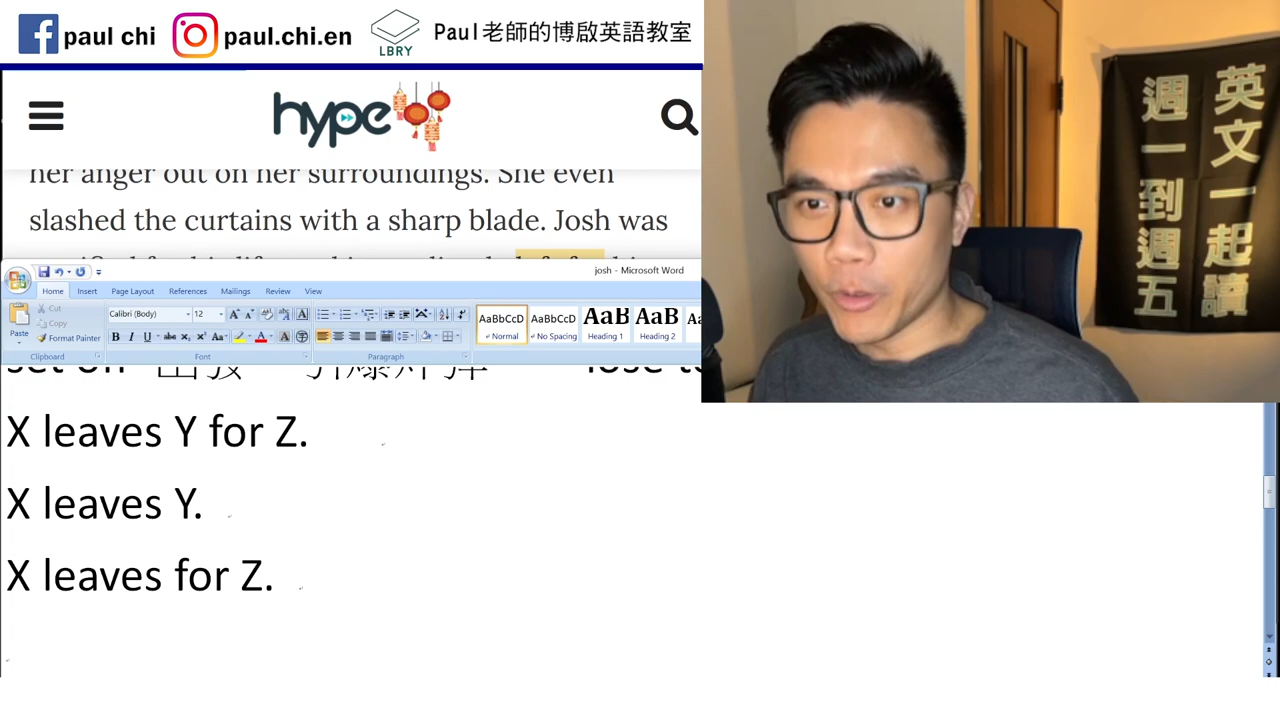 paul chi
paul.chi.en
LBRY
Paul老師的博啟英語教室
hype
her anger out on her surroundings. She even
slashed the curtains with a sharp blade. Josh was
josh - Microsoft Word
Home Insert Page Layout References Mailings Review View
Paste
Cut
Copy
Format Painter
Clipboard
Calibri (Body) 12
Font
Paragraph
AaBbCcD AaBbCcD AaB AaB
Normal No Spacing Heading 1 Heading 2
set on
X leaves Y for Z.
X leaves Y.
X leaves for Z.
英文一起讀
週一到週五